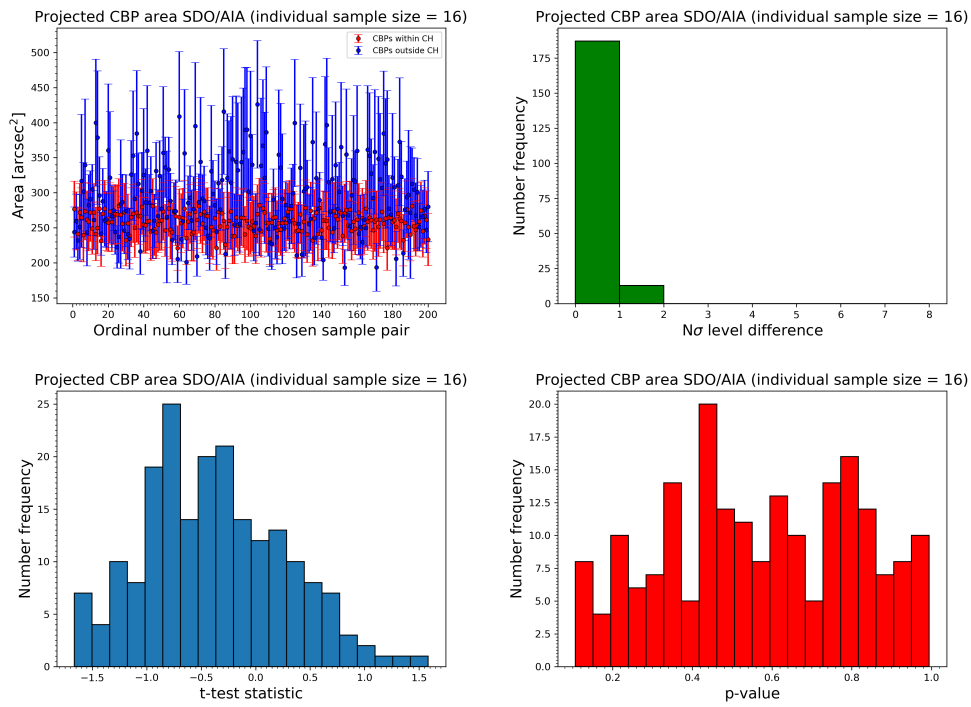 Projected CBP area SDO/AIA (individual sample size = 16)
CBPs within CH
CBPs outside CH
500
450
400
350
300
250
200
150
Area [arcsec²]
0 20 40 60 80 100 120 140 160 180 200
Ordinal number of the chosen sample pair
Projected CBP area SDO/AIA (individual sample size = 16)
175
150
125
100
75
50
25
0
Number frequency
0 1 2 3 4 5 6 7 8
Nσ level difference
Projected CBP area SDO/AIA (individual sample size = 16)
25
20
15
10
5
0
Number frequency
−1.5 −1.0 −0.5 0.0 0.5 1.0 1.5
t-test statistic
Projected CBP area SDO/AIA (individual sample size = 16)
20.0
17.5
15.0
12.5
10.0
7.5
5.0
2.5
0.0
Number frequency
0.2 0.4 0.6 0.8 1.0
p-value